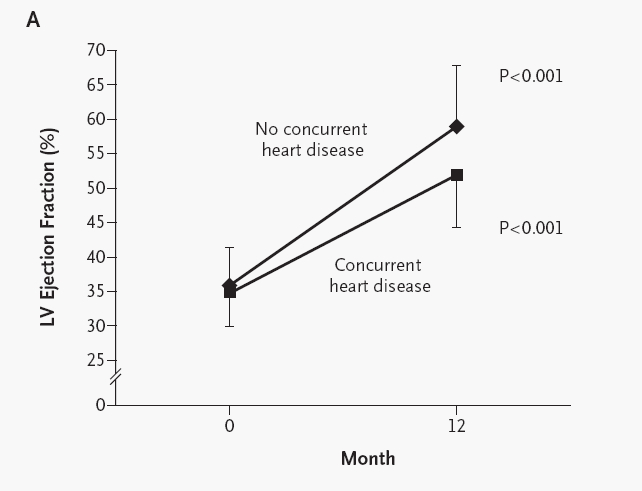 A
70
65
60
55
50
45
40
35
30
25
0
LV Ejection Fraction (%)
No concurrent
heart disease
P<0.001
P<0.001
Concurrent
heart disease
0
12
Month